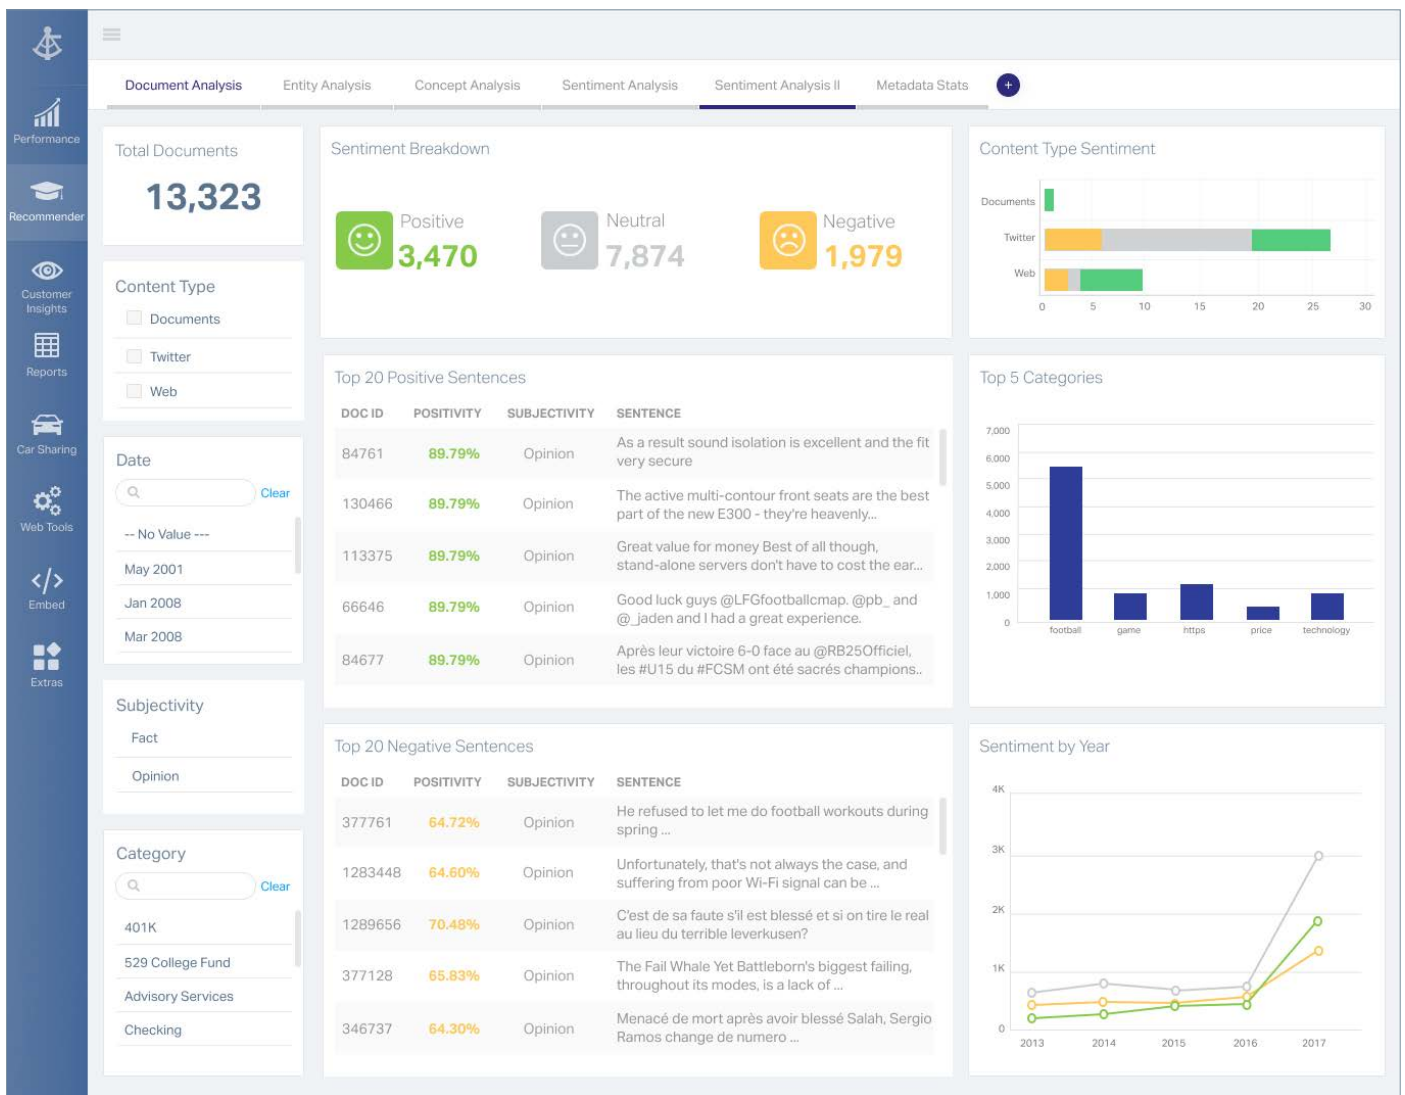 Document Analysis
Entity Analysis
Concept Analysis
Sentiment Analysis
Sentiment Analysis II
Metadata Stats
+
Performance
Recommender
Customer
Insights
Reports
Car Sharing
Web Tools
</>
Embed
Extras
Total Documents
13,323
Content Type
Documents
Twitter
Web
Date
Clear
-- No Value ---
May 2001
Jan 2008
Mar 2008
Subjectivity
Fact
Opinion
Category
Clear
401K
529 College Fund
Advisory Services
Checking
Sentiment Breakdown
Positive
3,470
Neutral
7,874
Negative
1,979
Top 20 Positive Sentences
DOC ID POSITIVITY SUBJECTIVITY SENTENCE
84761 89.79% Opinion As a result sound isolation is excellent and the fit
very secure
130466 89.79% Opinion The active multi-contour front seats are the best
part of the new E300 - they're heavenly...
113375 89.79% Opinion Great value for money Best of all though,
stand-alone servers don't have to cost the ear...
66646 89.79% Opinion Good luck guys @LFGfootballcmap. @pb_ and
@_jaden and I had a great experience.
84677 89.79% Opinion Après leur victoire 6-0 face au @RB25Officiel,
les #U15 du #FCSM ont été sacrés champions..
Top 20 Negative Sentences
DOC ID POSITIVITY SUBJECTIVITY SENTENCE
377761 64.72% Opinion He refused to let me do football workouts during
spring ...
1283448 64.60% Opinion Unfortunately, that's not always the case, and
suffering from poor Wi-Fi signal can be ...
1289656 70.48% Opinion C'est de sa faute s'il est blessé et si on tire le real
au lieu du terrible leverkusen?
377128 65.83% Opinion The Fail Whale Yet Battleborn's biggest failing,
throughout its modes, is a lack of ...
346737 64.30% Opinion Menacé de mort après avoir blessé Salah, Sergio
Ramos change de numero ...
Content Type Sentiment
Documents
Twitter
Web
0 5 10 15 20 25 30
Top 5 Categories
7,000
6,000
5,000
4,000
3,000
2,000
1,000
0
football game https price technology
Sentiment by Year
4K
3K
2K
1K
0
2013 2014 2015 2016 2017